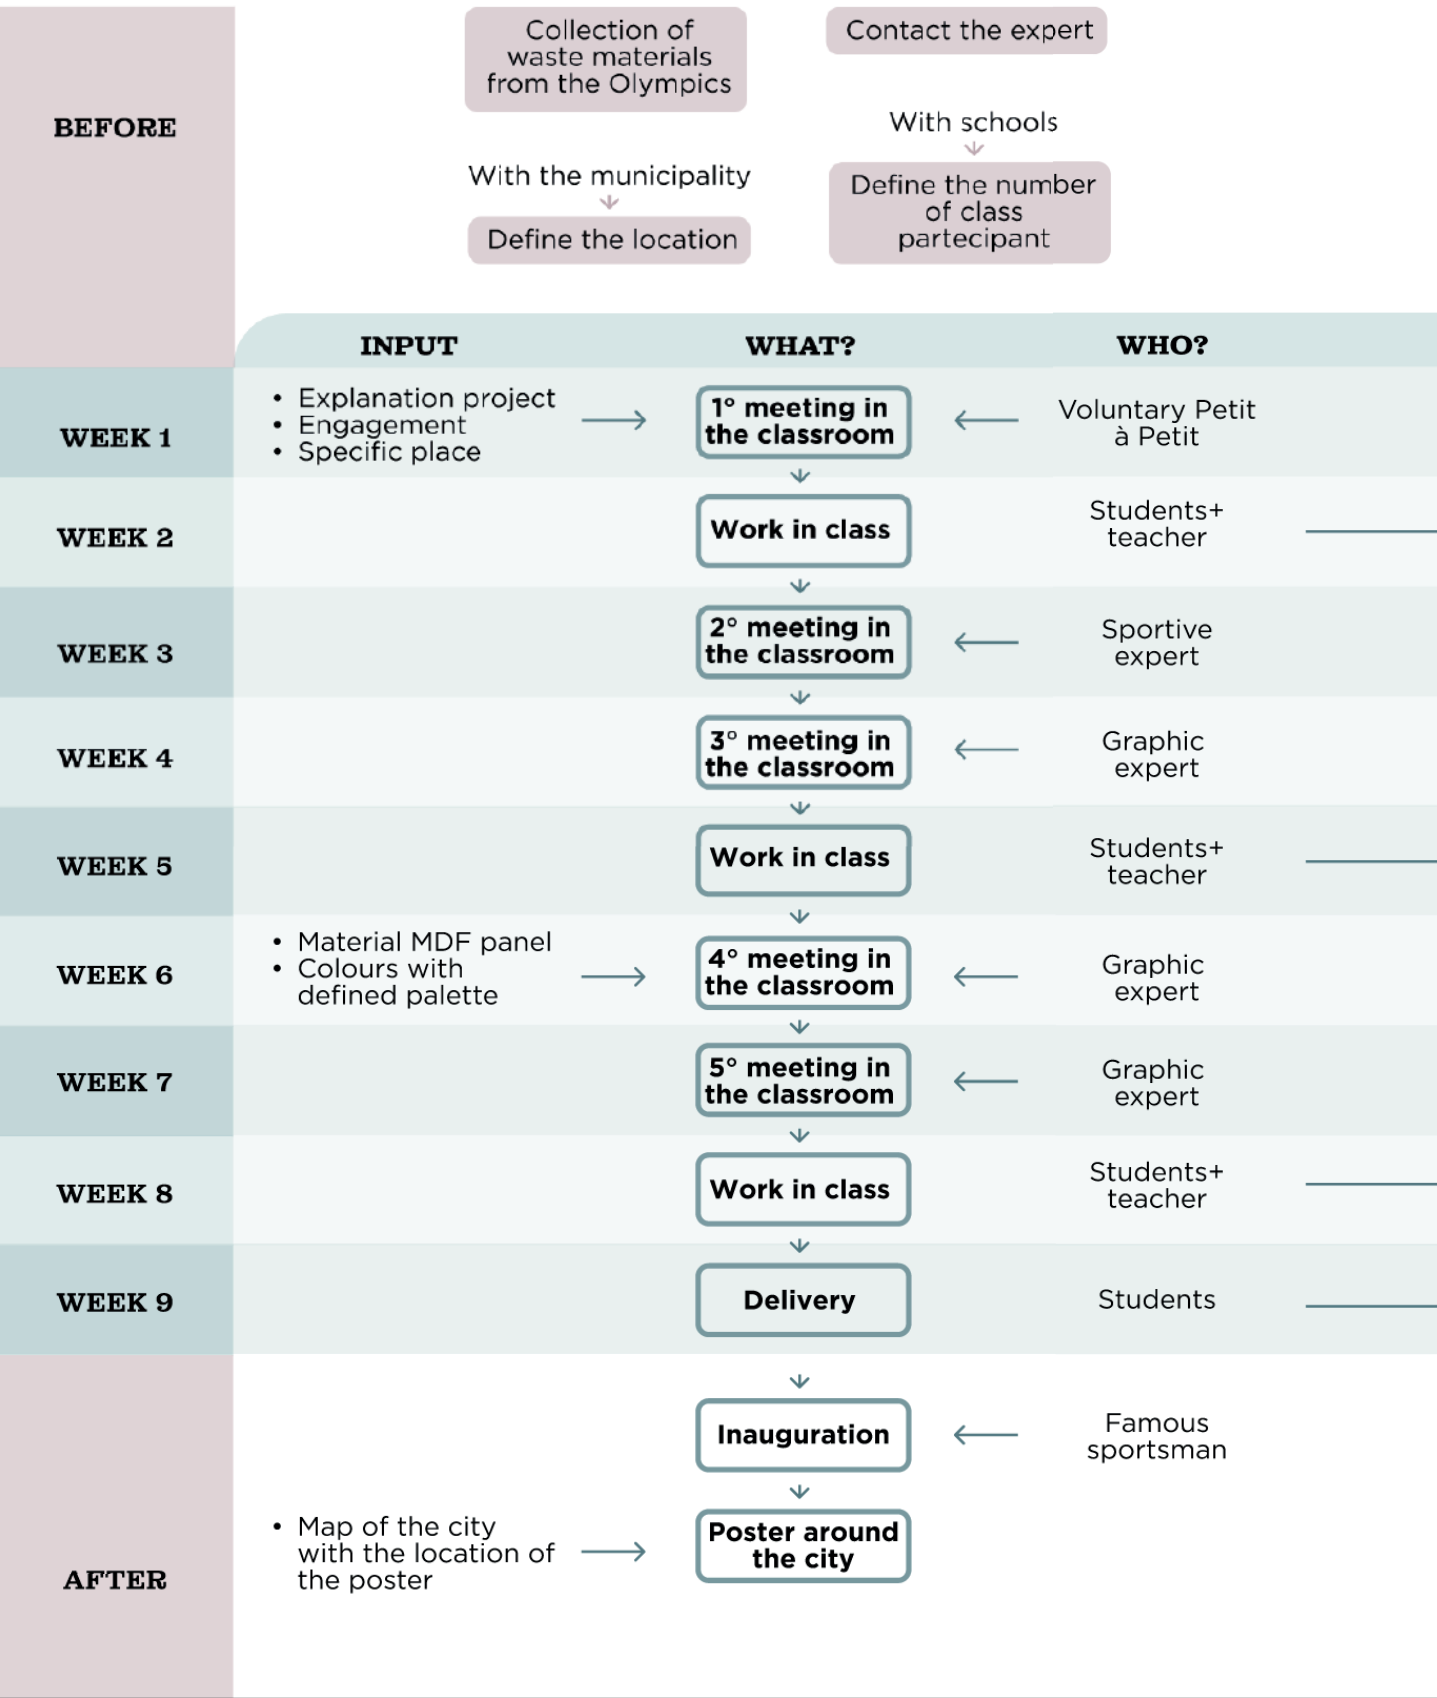 BEFORE
Collection of
waste materials
from the Olympics
With the municipality
Define the location
Contact the expert
With schools
Define the number
of class
partecipant
INPUT
WHAT?
WHO?
WEEK 1
• Explanation project
• Engagement
• Specific place
1° meeting in
the classroom
Voluntary Petit
à Petit
WEEK 2
Work in class
Students+
teacher
WEEK 3
2° meeting in
the classroom
Sportive
expert
WEEK 4
3° meeting in
the classroom
Graphic
expert
WEEK 5
Work in class
Students+
teacher
WEEK 6
• Material MDF panel
• Colours with
defined palette
4° meeting in
the classroom
Graphic
expert
WEEK 7
5° meeting in
the classroom
Graphic
expert
WEEK 8
Work in class
Students+
teacher
WEEK 9
Delivery
Students
AFTER
Inauguration
Famous
sportsman
• Map of the city
with the location of
the poster
Poster around
the city